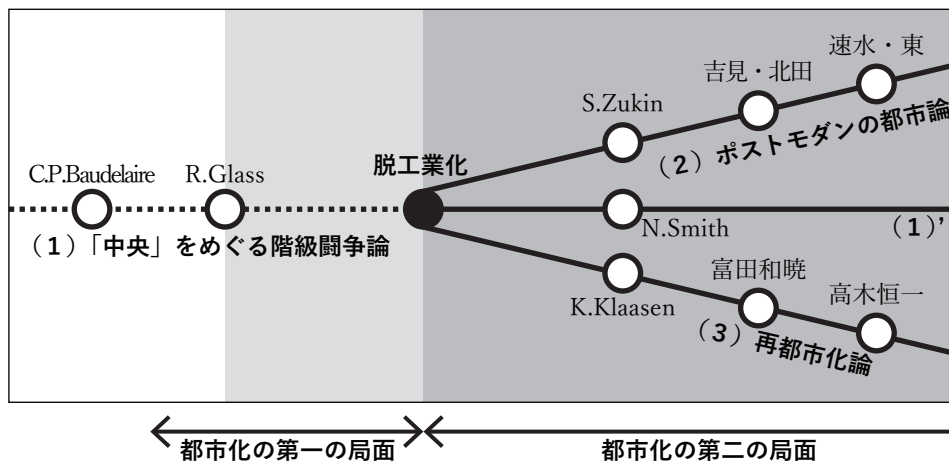 速水・東
吉見・北田
S.Zukin
（2）ポストモダンの都市論
脱工業化
C.P.Baudelaire
R.Glass
（1）「中央」をめぐる階級闘争論
N.Smith
（1）'
K.Klaasen
富田和暁
高木恒一
（3）再都市化論
都市化の第一の局面
都市化の第二の局面